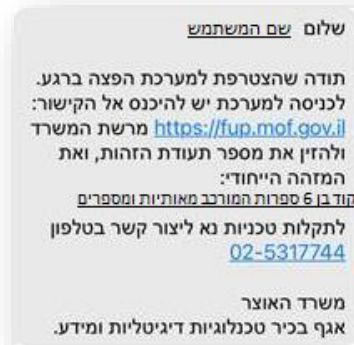 שלום שם המשתמש
תודה שהצטרפת למערכת הפצה ברגע.
לכניסה למערכת יש להיכנס אל הקישור:
https://fup.mof.gov.il מרשת המשרד
ולהזין את מספר תעודת הזהות, ואת
המזהה הייחודי:
קוד בן 6 ספרות המורכב מאותיות ומספרים
לתקלות טכניות נא ליצור קשר בטלפון
02-5317744
משרד האוצר
אגף בכיר טכנלוגיות דיגיטליות ומידע.